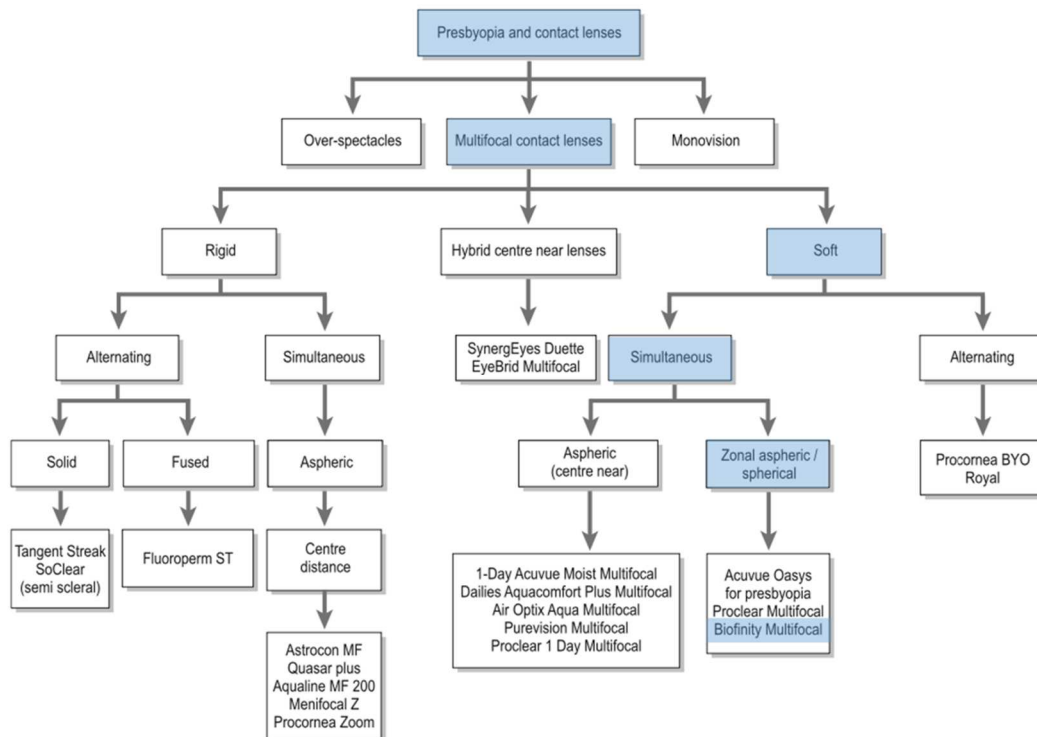 Presbyopia and contact lenses
Over-spectacles
Multifocal contact lenses
Monovision
Rigid
Hybrid centre near lenses
Soft
Alternating
Simultaneous
SynergEyes Duette
EyeBrid Multifocal
Simultaneous
Alternating
Solid
Fused
Aspheric
Aspheric
(centre near)
Zonal aspheric /
spherical
Procornea BYO
Royal
Tangent Streak
SoClear
(semi scleral)
Fluoroperm ST
Centre
distance
1-Day Acuvue Moist Multifocal
Dailies Aquacomfort Plus Multifocal
Air Optix Aqua Multifocal
Purevision Multifocal
Proclear 1 Day Multifocal
Acuvue Oasys
for presbyopia
Proclear Multifocal
Biofinity Multifocal
Astrocon MF
Quasar plus
Aqualine MF 200
Menifocal Z
Procornea Zoom